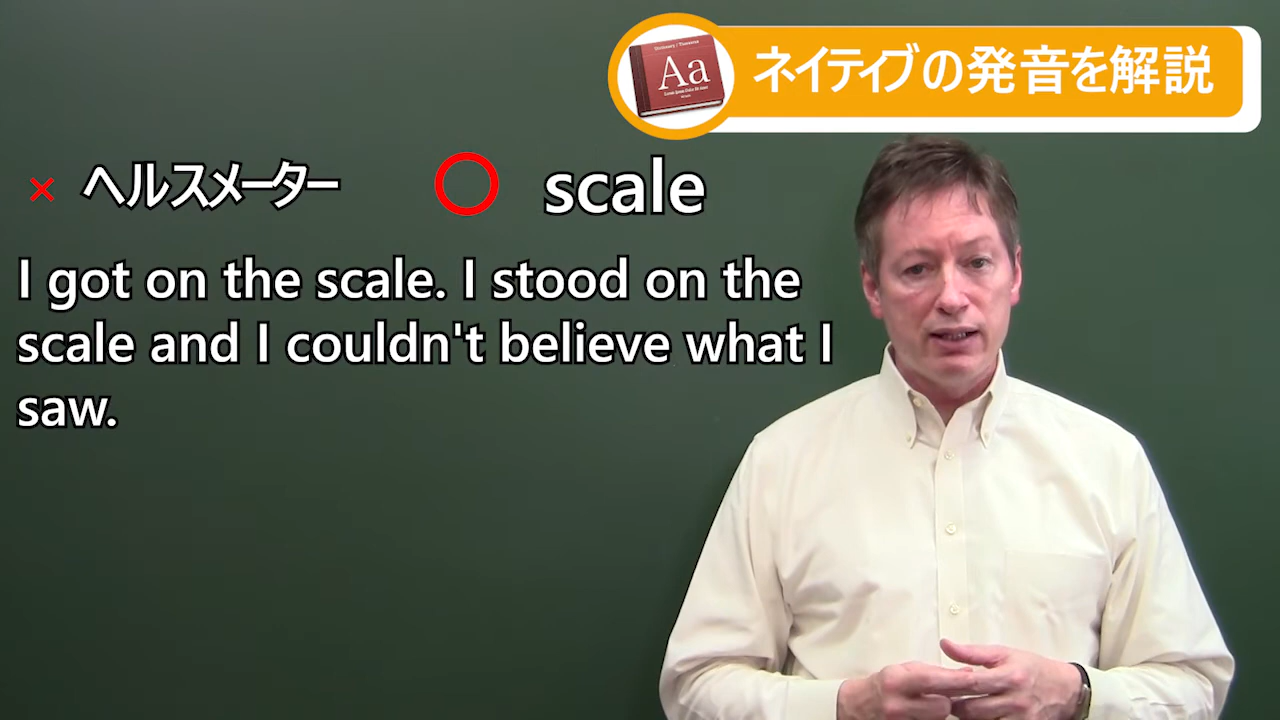 ネイティブの発音を解説
Aa
× ヘルスメーター ○ scale
I got on the scale. I stood on the
scale and I couldn't believe what I
saw.